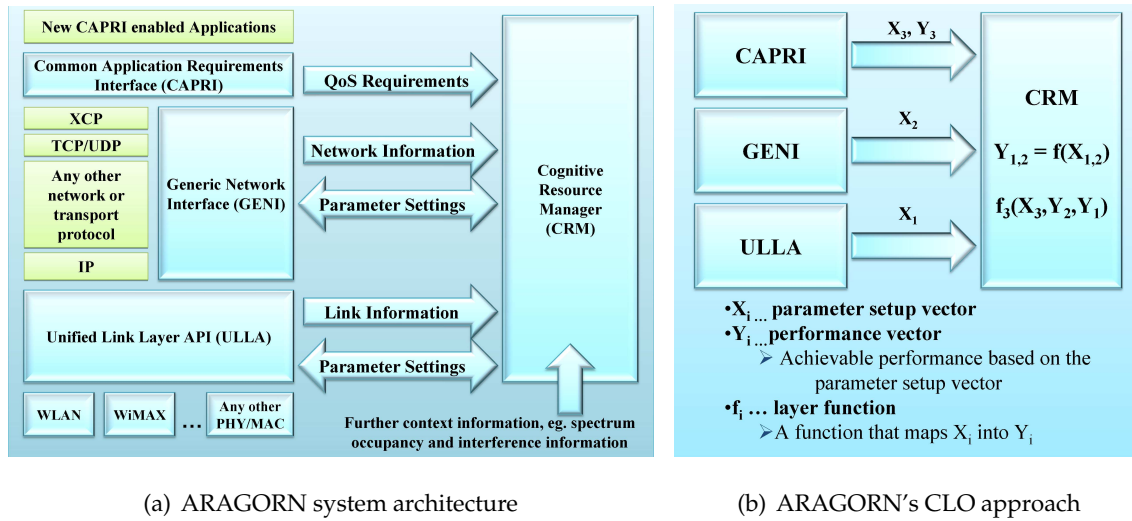 New CAPRI enabled Applications
Common Application Requirements
Interface (CAPRI)
QoS Requirements
XCP
TCP/UDP
Any other
network or
transport
protocol
IP
Generic Network
Interface (GENI)
Network Information
Parameter Settings
Cognitive
Resource
Manager
(CRM)
Unified Link Layer API (ULLA)
Link Information
Parameter Settings
WLAN
WiMAX
...
Any other
PHY/MAC
Further context information, eg. spectrum
occupancy and interference information
(a) ARAGORN system architecture
CAPRI
X₃, Y₃
GENI
X₂
ULLA
X₁
CRM
Y₁,₂ = f(X₁,₂)
f₃(X₃,Y₂,Y₁)
•Xᵢ ... parameter setup vector
•Yᵢ ...performance vector
➢ Achievable performance based on the
parameter setup vector
•fᵢ ... layer function
➢A function that maps Xᵢ into Yᵢ
(b) ARAGORN's CLO approach